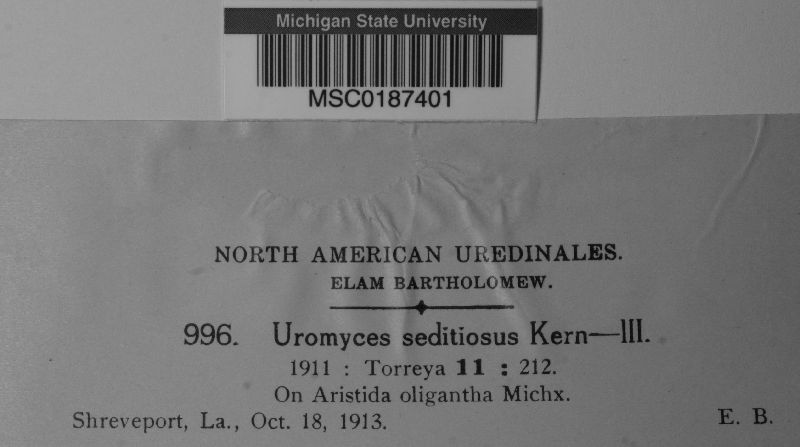 Michigan State University
MSC0187401
NORTH AMERICAN UREDINALES.
ELAM BARTHOLOMEW.
996. Uromyces seditiosus Kern—III.
1911 : Torreya 11 : 212.
On Aristida oligantha Michx.
Shreveport, La., Oct. 18, 1913. E. B.